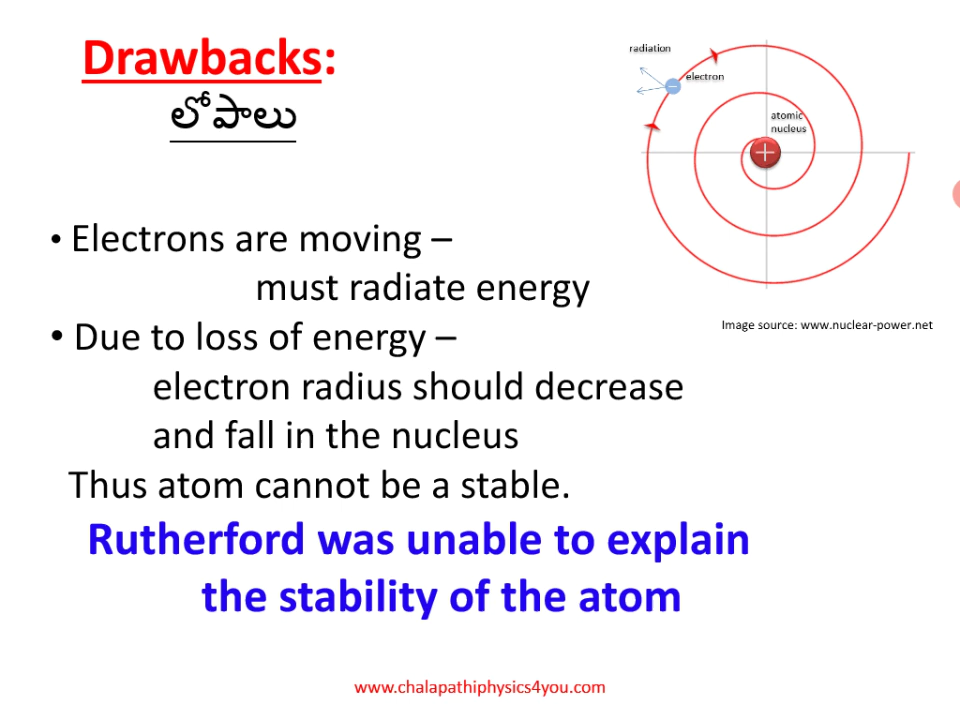 Drawbacks:
లోపాలు
radiation
electron
atomic
nucleus
• Electrons are moving –
must radiate energy
Image source: www.nuclear-power.net
• Due to loss of energy –
electron radius should decrease
and fall in the nucleus
Thus atom cannot be a stable.
Rutherford was unable to explain
the stability of the atom
www.chalapathiphysics4you.com